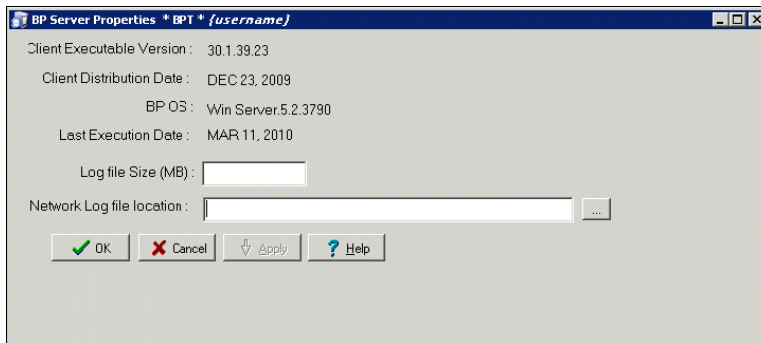 BP Server Properties * BPT * {username}
Client Executable Version : 30.1.39.23
Client Distribution Date : DEC 23, 2009
BP OS : Win Server.5.2.3790
Last Execution Date : MAR 11, 2010
Log file Size (MB) :
Network Log file location : ...
OK Cancel Apply Help